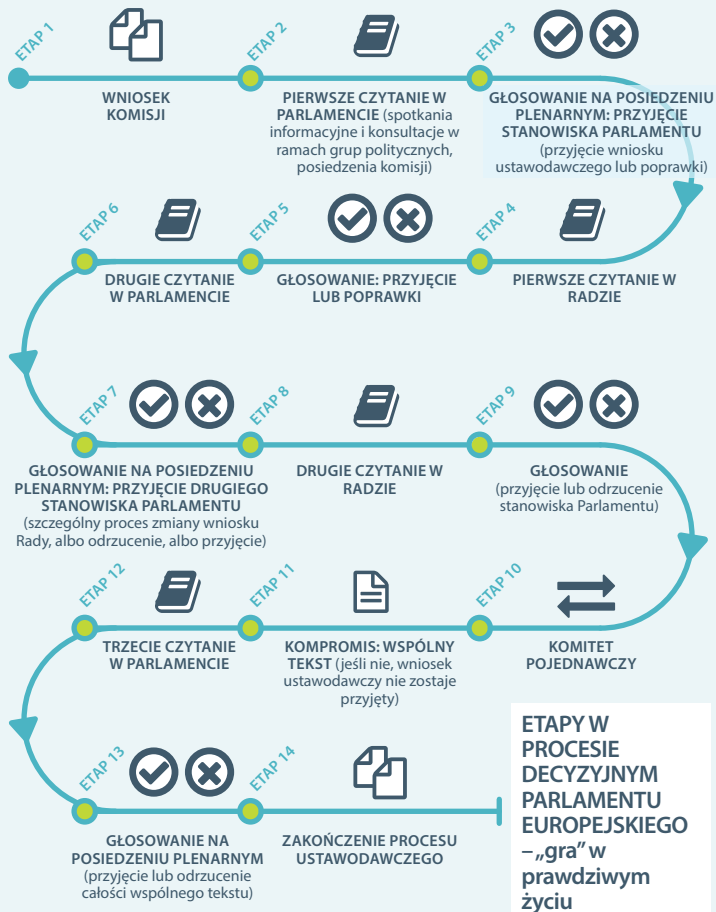 ETAP 1
WNIOSEK
KOMISJI
ETAP 2
PIERWSZE CZYTANIE W
PARLAMENCIE (spotkania
informacyjne i konsultacje w
ramach grup politycznych,
posiedzenia komisji)
ETAP 3
GŁOSOWANIE NA POSIEDZENIU
PLENARNYM: PRZYJĘCIE
STANOWISKA PARLAMENTU
(przyjęcie wniosku
ustawodawczego lub poprawki)
ETAP 4
PIERWSZE CZYTANIE W
RADZIE
ETAP 5
GŁOSOWANIE: PRZYJĘCIE
LUB POPRAWKI
ETAP 6
DRUGIE CZYTANIE
W PARLAMENCIE
ETAP 7
GŁOSOWANIE NA POSIEDZENIU
PLENARNYM: PRZYJĘCIE DRUGIEGO
STANOWISKA PARLAMENTU
(szczególny proces zmiany wniosku
Rady, albo odrzucenie, albo przyjęcie)
ETAP 8
DRUGIE CZYTANIE W
RADZIE
ETAP 9
GŁOSOWANIE
(przyjęcie lub odrzucenie
stanowiska Parlamentu)
ETAP 10
KOMITET
POJEDNAWCZY
ETAP 11
KOMPROMIS: WSPÓLNY
TEKST (jeśli nie, wniosek
ustawodawczy nie zostaje
przyjęty)
ETAP 12
TRZECIE CZYTANIE
W PARLAMENCIE
ETAP 13
GŁOSOWANIE NA
POSIEDZENIU PLENARNYM
(przyjęcie lub odrzucenie
całości wspólnego tekstu)
ETAP 14
ZAKOŃCZENIE PROCESU
USTAWODAWCZEGO
ETAPY W
PROCESIE
DECYZYJNYM
PARLAMENTU
EUROPEJSKIEGO
– „gra” w
prawdziwym
życiu